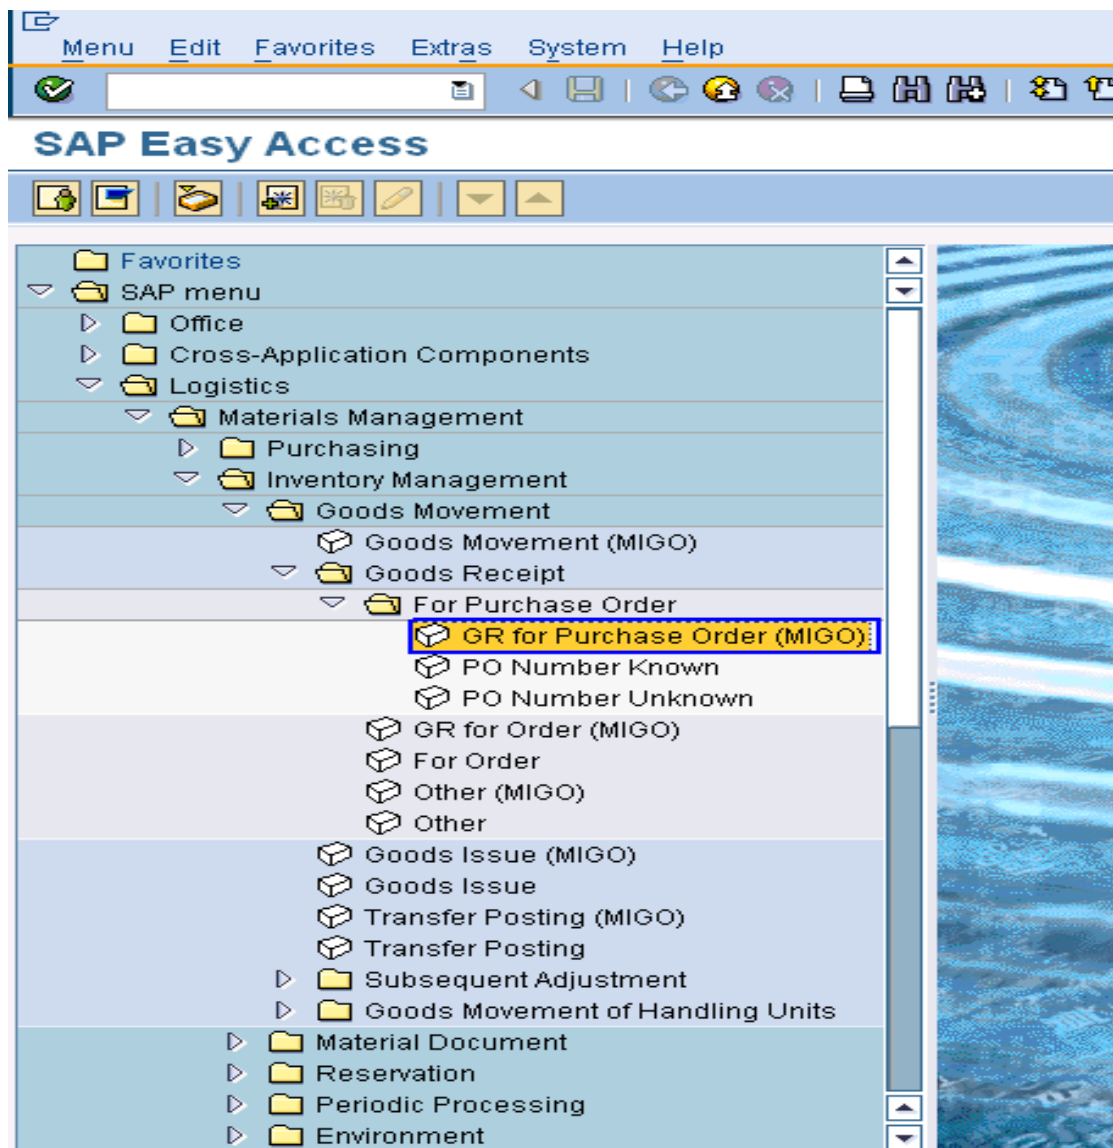 Menu Edit Favorites Extras System Help
SAP Easy Access
Favorites
SAP menu
Office
Cross-Application Components
Logistics
Materials Management
Purchasing
Inventory Management
Goods Movement
Goods Movement (MIGO)
Goods Receipt
For Purchase Order
GR for Purchase Order (MIGO)
PO Number Known
PO Number Unknown
GR for Order (MIGO)
For Order
Other (MIGO)
Other
Goods Issue (MIGO)
Goods Issue
Transfer Posting (MIGO)
Transfer Posting
Subsequent Adjustment
Goods Movement of Handling Units
Material Document
Reservation
Periodic Processing
Environment